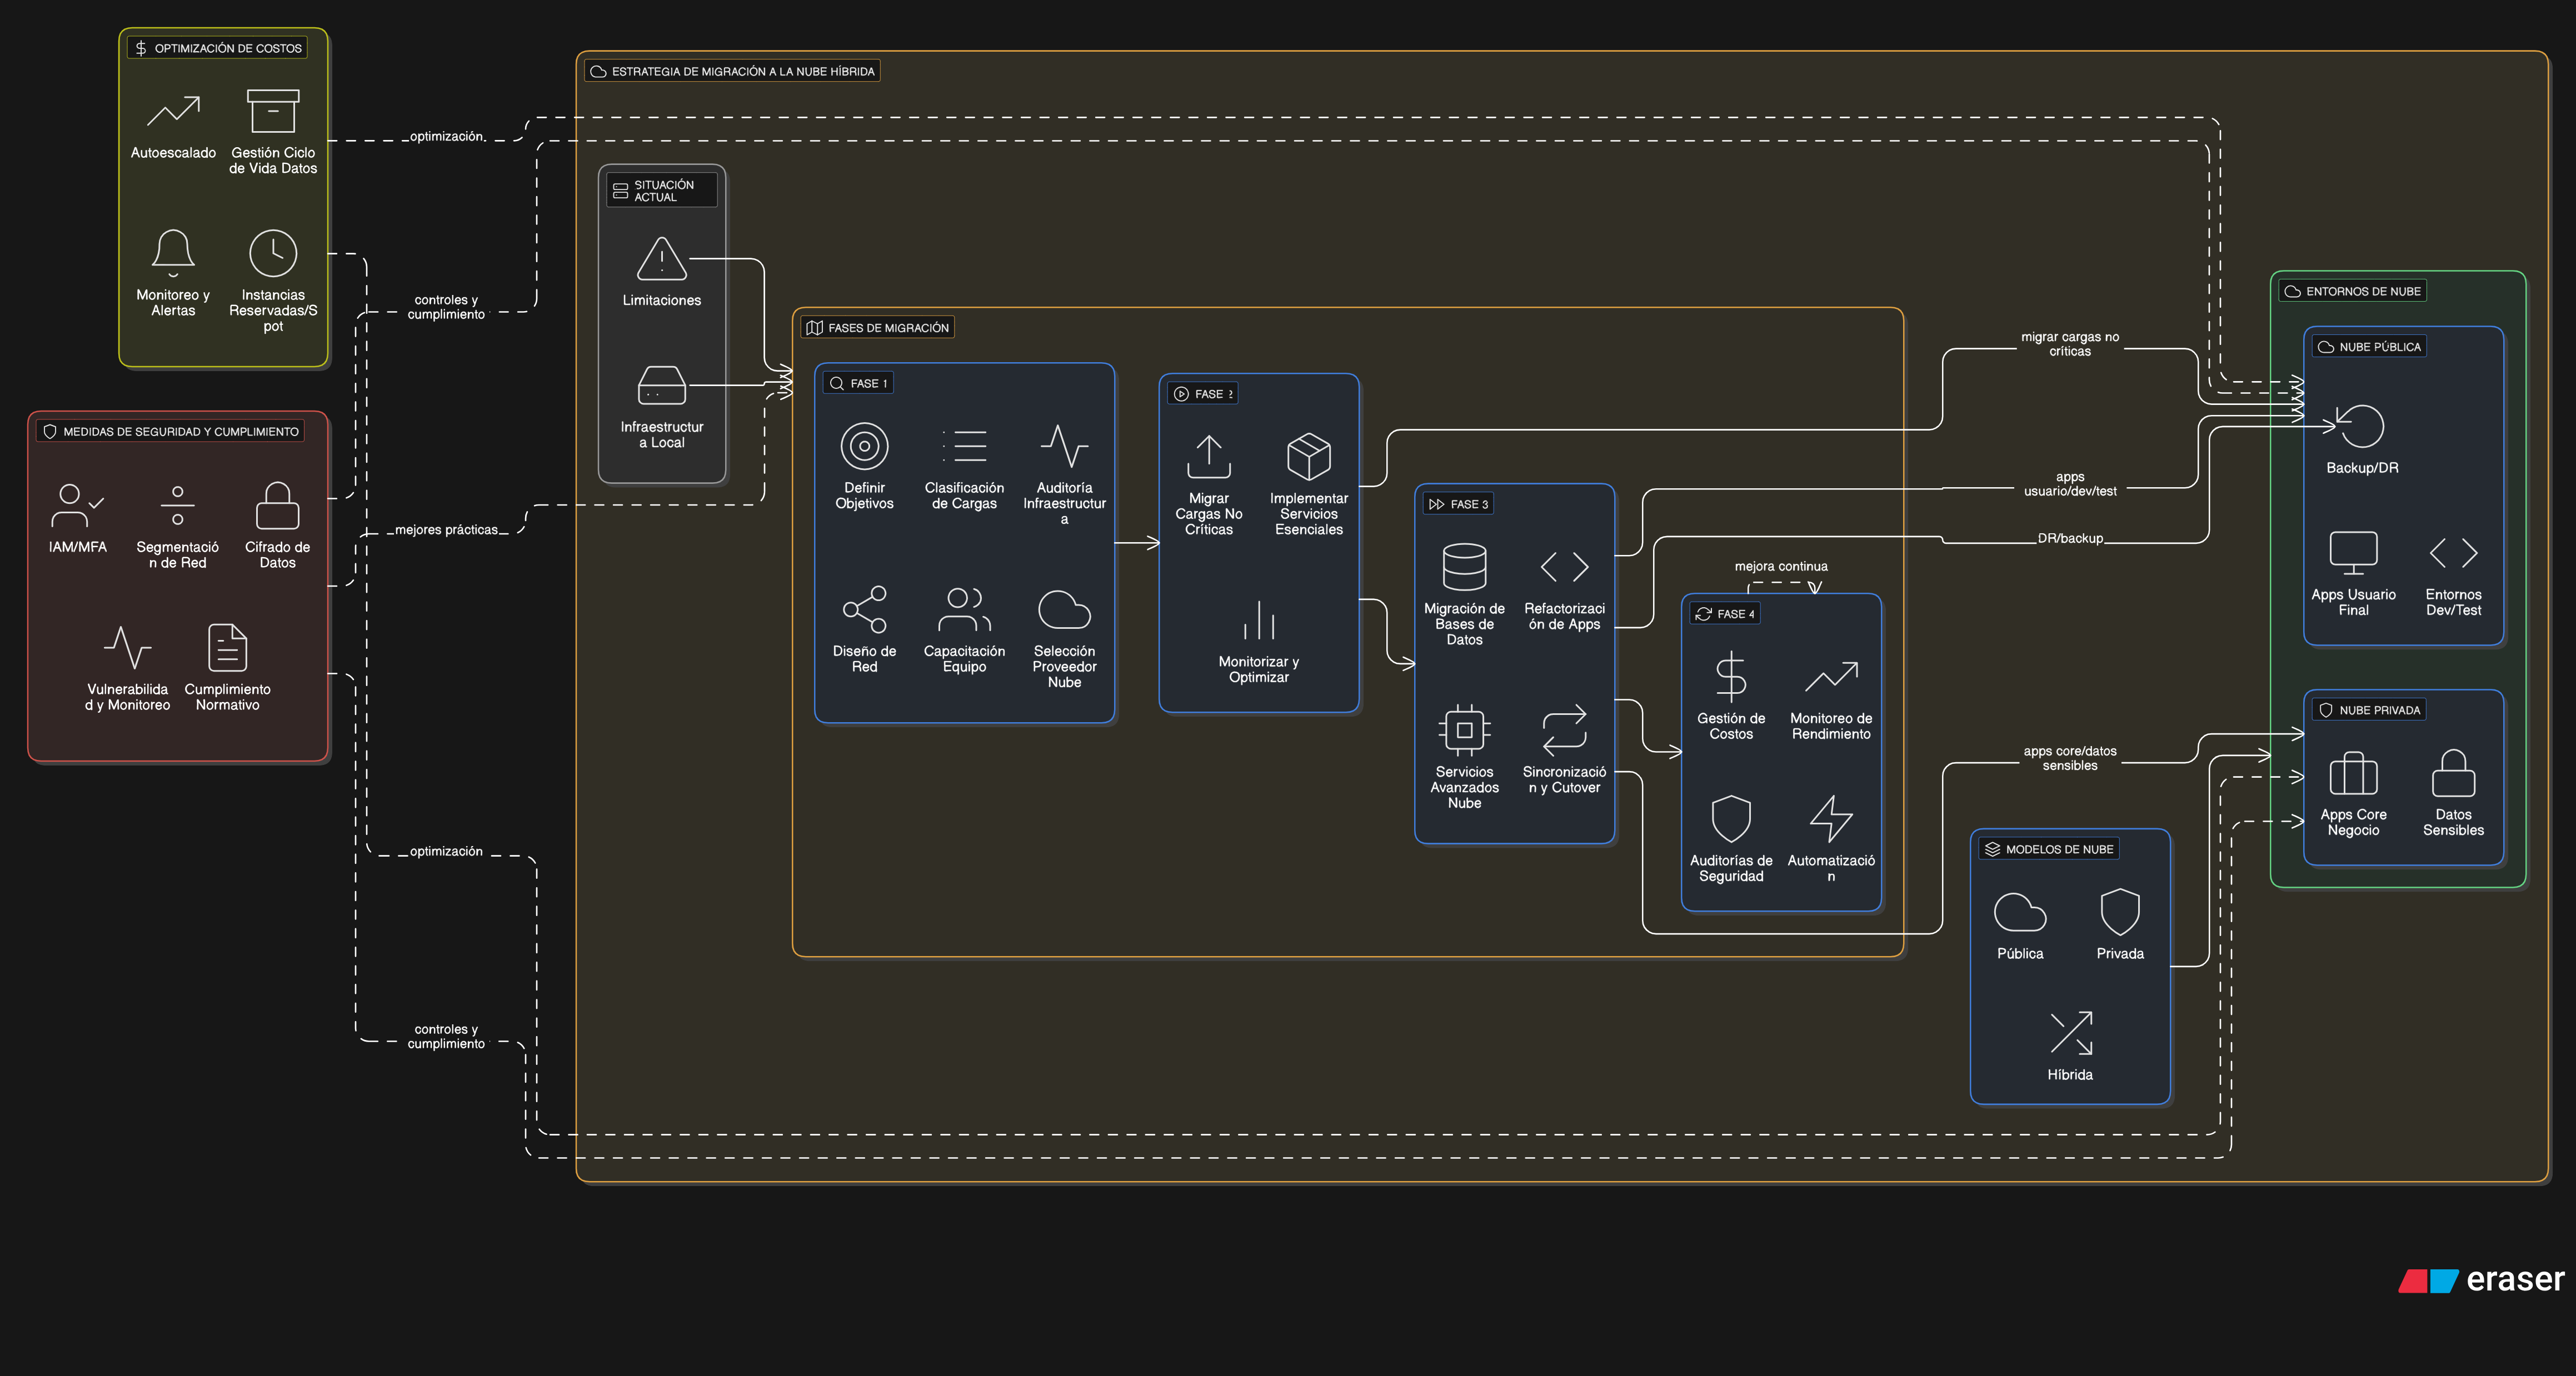 OPTIMIZACIÓN DE COSTOS
Autoescalado
Gestión Ciclo
de Vida Datos
Monitoreo y
Alertas
Instancias
Reservadas/S
pot
MEDIDAS DE SEGURIDAD Y CUMPLIMIENTO
IAM/MFA
Segmentació
n de Red
Cifrado de
Datos
Vulnerabilida
d y Monitoreo
Cumplimiento
Normativo
optimización
controles y
cumplimiento
mejores prácticas
optimización
controles y
cumplimiento
ESTRATEGIA DE MIGRACIÓN A LA NUBE HÍBRIDA
SITUACIÓN
ACTUAL
Limitaciones
Infraestructur
a Local
FASES DE MIGRACIÓN
FASE 1
Definir
Objetivos
Clasificación
de Cargas
Auditoría
Infraestructur
a
Diseño de
Red
Capacitación
Equipo
Selección
Proveedor
Nube
FASE 2
Migrar
Cargas No
Críticas
Implementar
Servicios
Esenciales
Monitorizar y
Optimizar
FASE 3
Migración de
Bases de
Datos
Refactorizaci
ón de Apps
Servicios
Avanzados
Nube
Sincronizació
n y Cutover
mejora continua
FASE 4
Gestión de
Costos
Monitoreo de
Rendimiento
Auditorías de
Seguridad
Automatizació
n
migrar cargas no
críticas
apps
usuario/dev/test
DR/backup
apps core/datos
sensibles
MODELOS DE NUBE
Pública
Privada
Híbrida
ENTORNOS DE NUBE
NUBE PÚBLICA
Backup/DR
Apps Usuario
Final
Entornos
Dev/Test
NUBE PRIVADA
Apps Core
Negocio
Datos
Sensibles
eraser